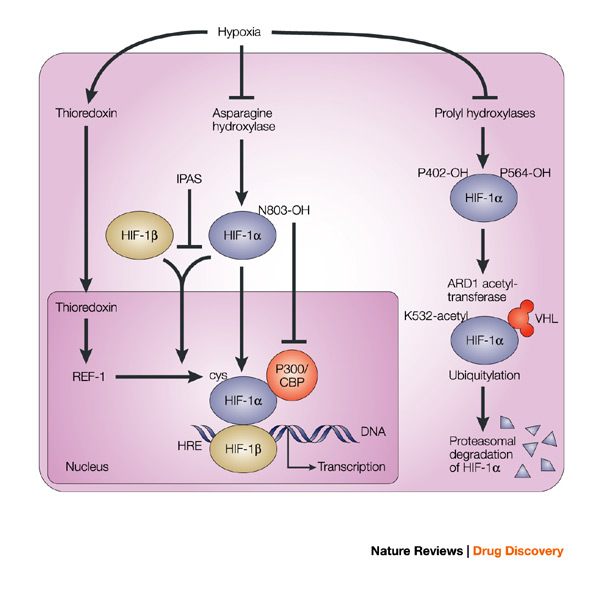 Hypoxia
Thioredoxin
Asparagine
hydroxylase
Prolyl hydroxylases
IPAS
N803-OH
P402-OH
P564-OH
HIF-1β
HIF-1α
HIF-1α
ARD1 acetyl-
transferase
K532-acetyl
VHL
HIF-1α
Ubiquitylation
Thioredoxin
REF-1
cys
P300/
CBP
HIF-1α
HRE
HIF-1β
DNA
Transcription
Nucleus
Proteasomal
degradation
of HIF-1α
Nature Reviews | Drug Discovery